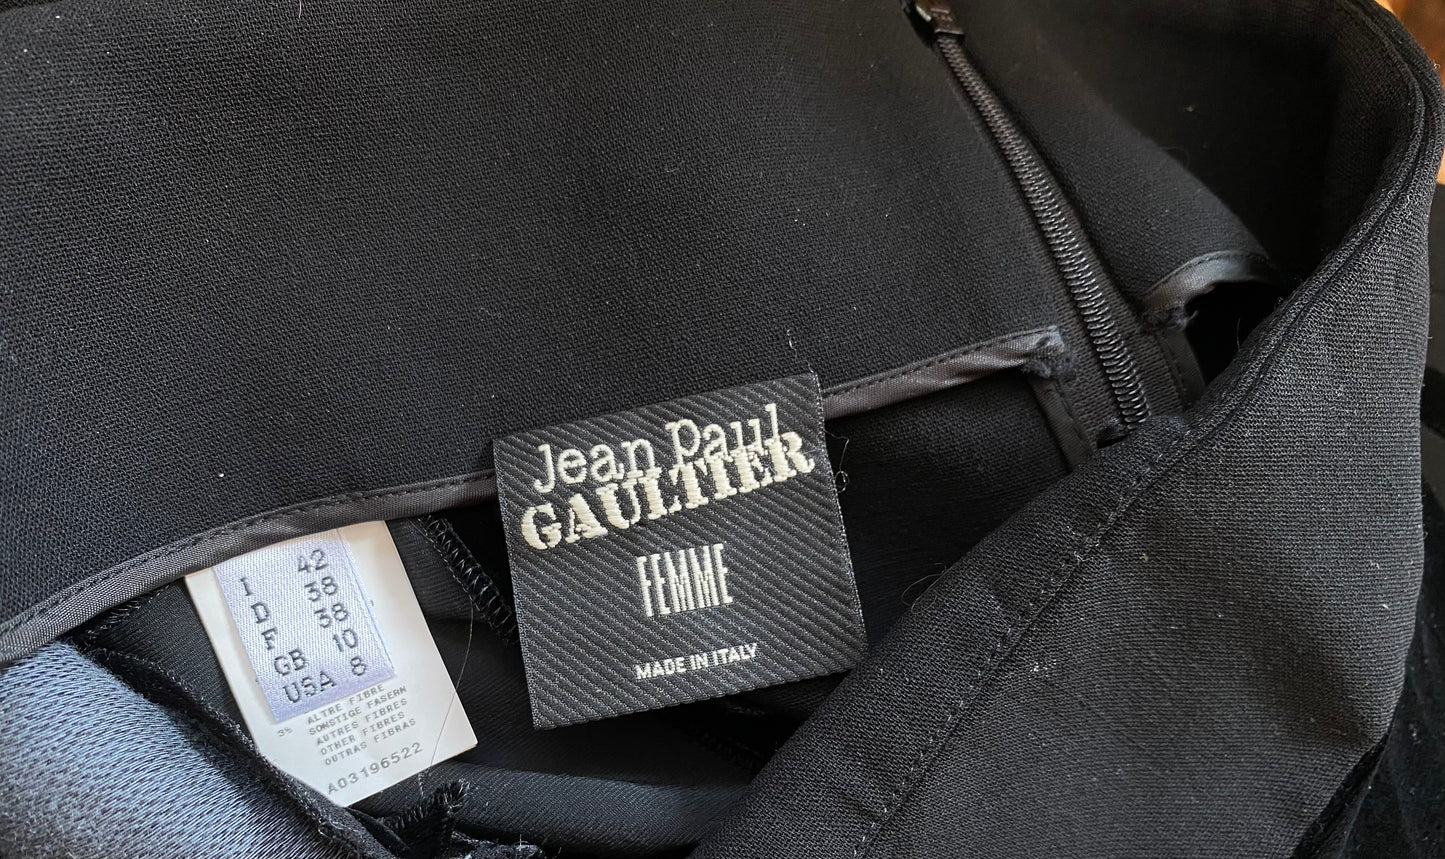 Jean Paul
GAULTIER
FEMME
MADE IN ITALY
I 42
D 38
F 38
GB 10
USA 8
3% ALTRE FIBRE
SONSTIGE FASERN
AUTRES FIBRES
OTHER FIBRES
OUTRAS FIBRAS
A03196522